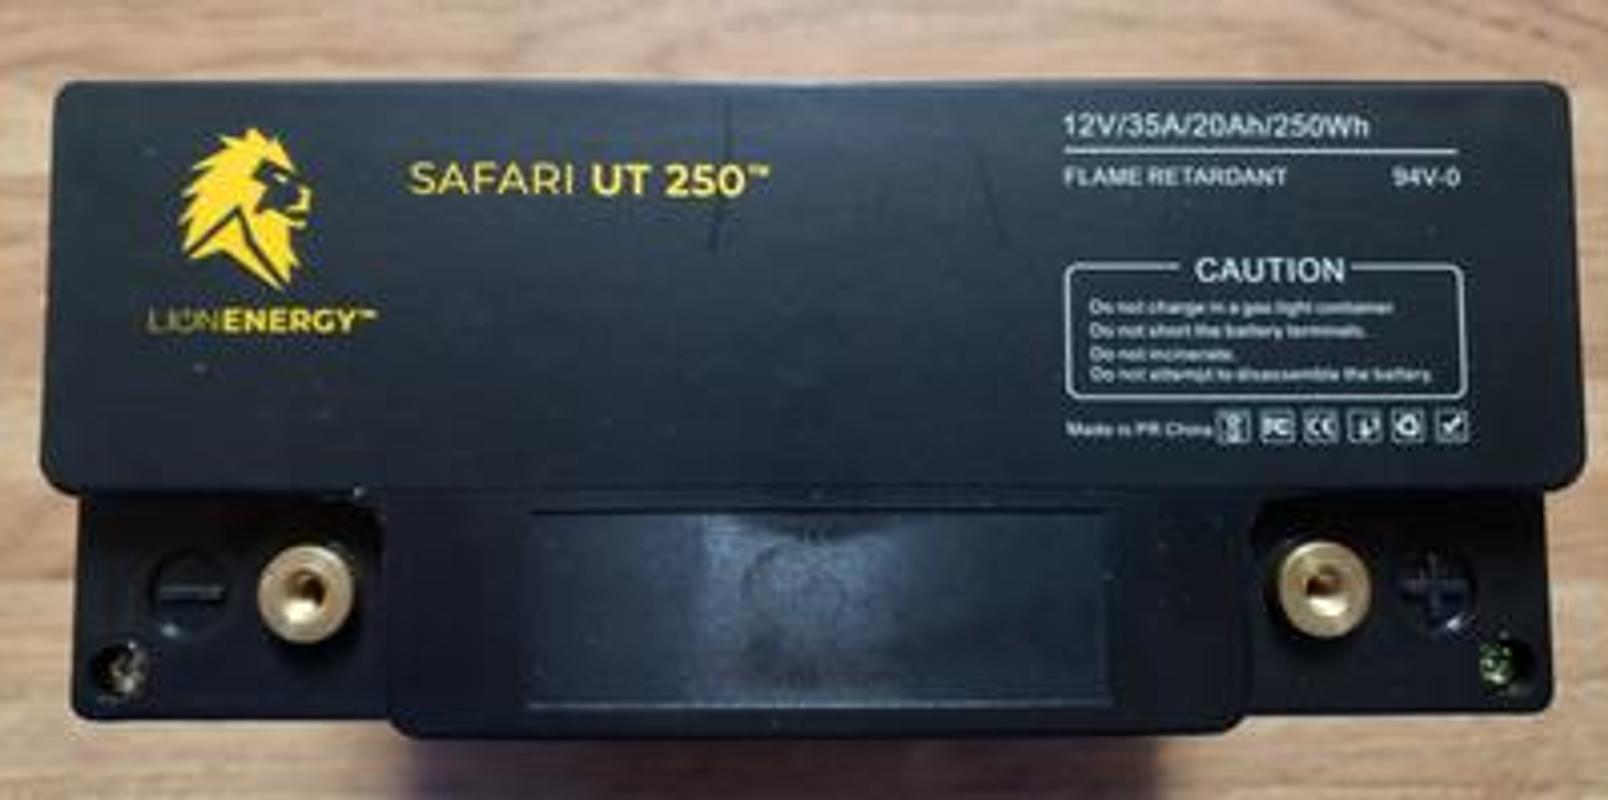 SAFARI UT 250™
LIONENERGY™
12V/35A/20Ah/250Wh
FLAME RETARDANT 94V-0
CAUTION
Do not charge in a gas tight container.
Do not short the battery terminals.
Do not incinerate.
Do not attempt to disassemble the battery.
Made in PR China FC CE